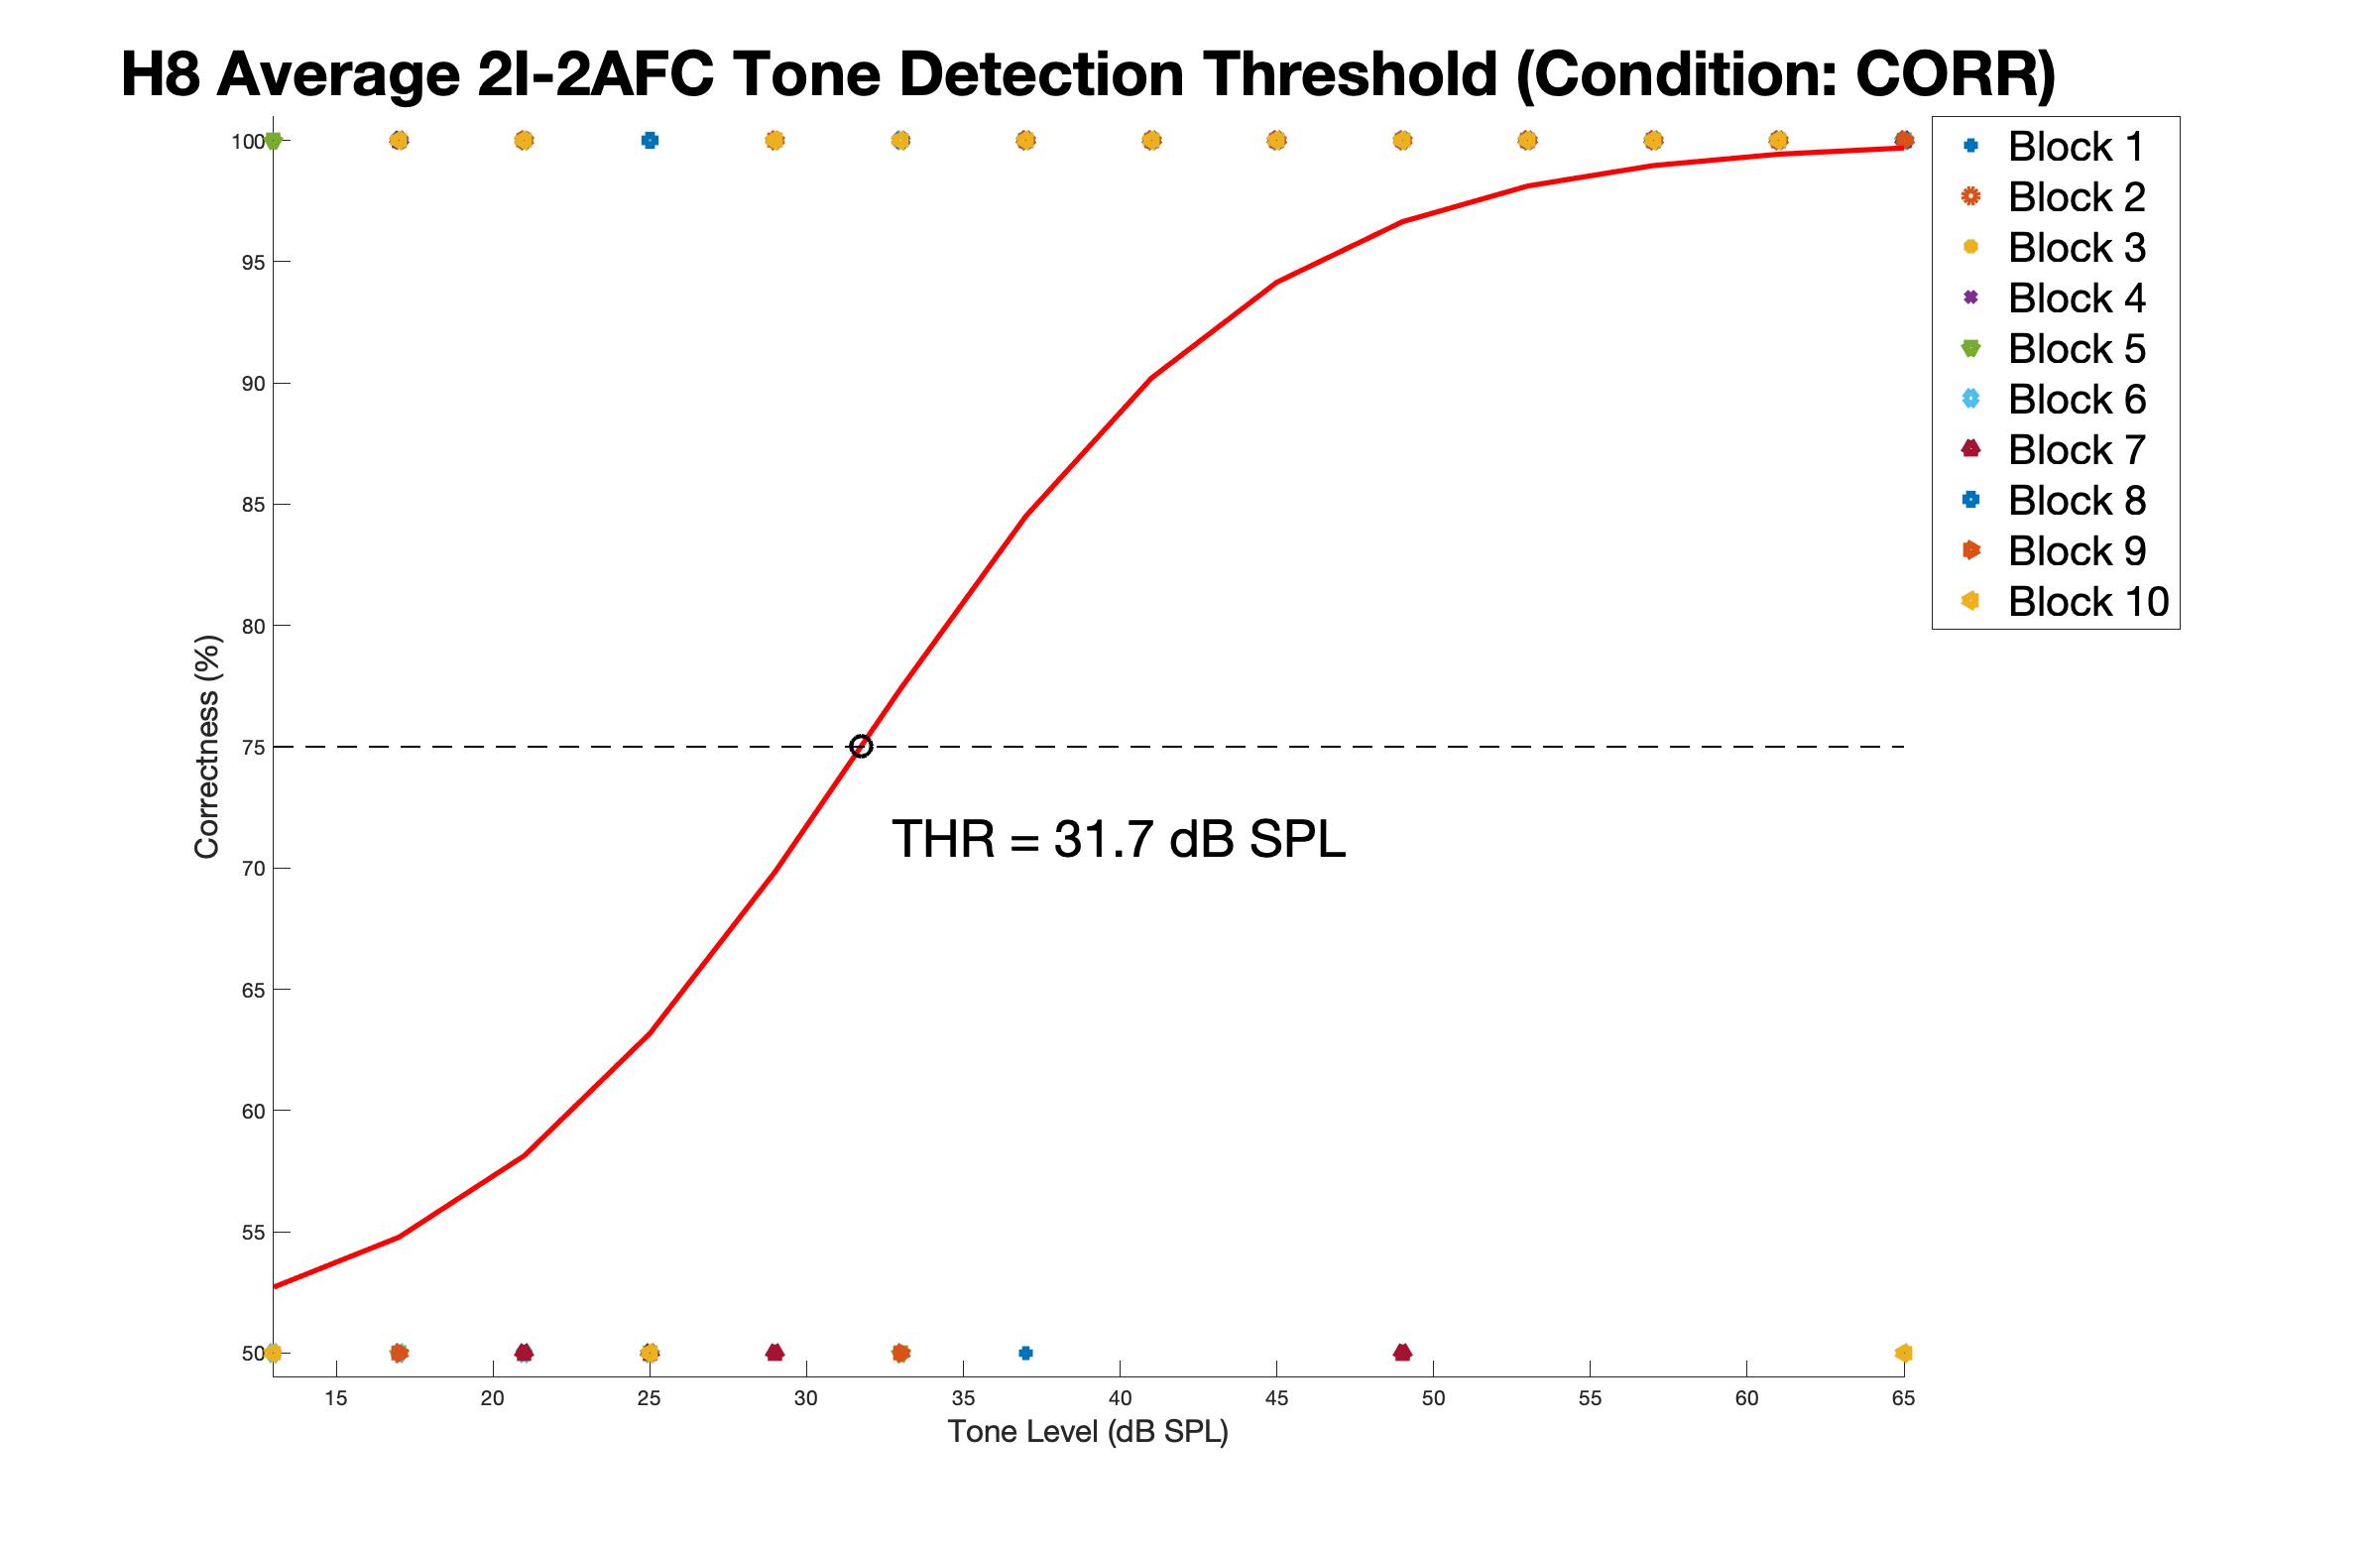 H8 Average 2I-2AFC Tone Detection Threshold (Condition: CORR)
100
95
90
85
80
75
70
65
60
55
50
Correctness (%)
THR = 31.7 dB SPL
15 20 25 30 35 40 45 50 55 60 65
Tone Level (dB SPL)
Block 1
Block 2
Block 3
Block 4
Block 5
Block 6
Block 7
Block 8
Block 9
Block 10